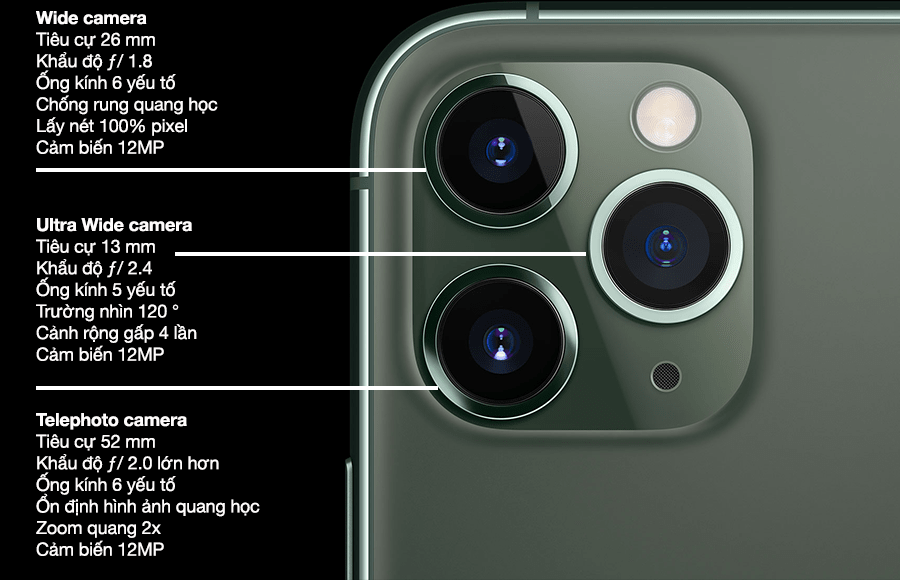 Wide camera
Tiêu cự 26 mm
Khẩu độ ƒ/ 1.8
Ống kính 6 yếu tố
Chống rung quang học
Lấy nét 100% pixel
Cảm biến 12MP
Ultra Wide camera
Tiêu cự 13 mm
Khẩu độ ƒ/ 2.4
Ống kính 5 yếu tố
Trường nhìn 120 °
Cảnh rộng gấp 4 lần
Cảm biến 12MP
Telephoto camera
Tiêu cự 52 mm
Khẩu độ ƒ/ 2.0 lớn hơn
Ống kính 6 yếu tố
Ổn định hình ảnh quang học
Zoom quang 2x
Cảm biến 12MP